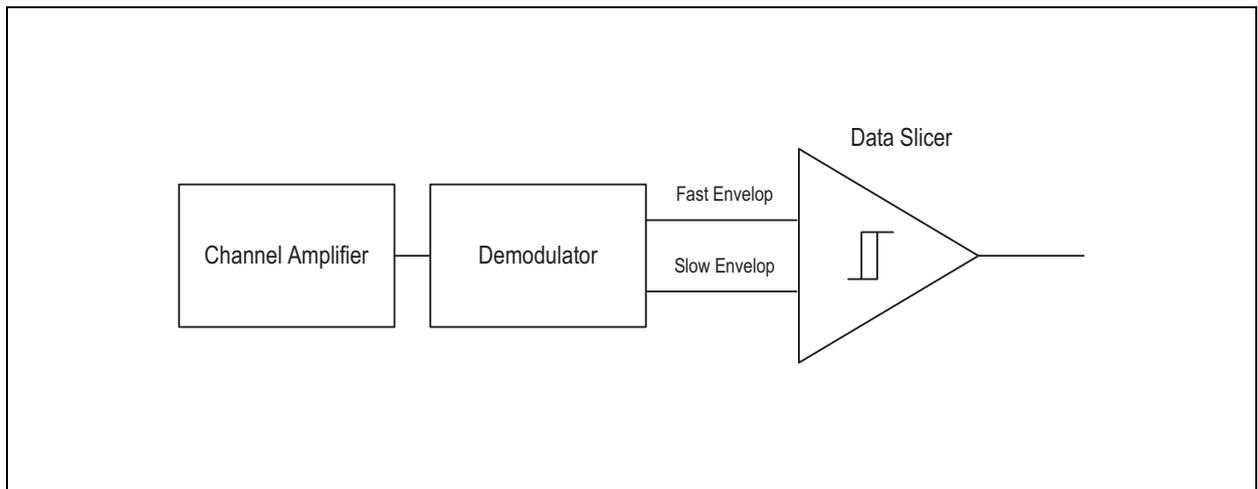 Data Slicer
Fast Envelop
Channel Amplifier
Demodulator
Slow Envelop